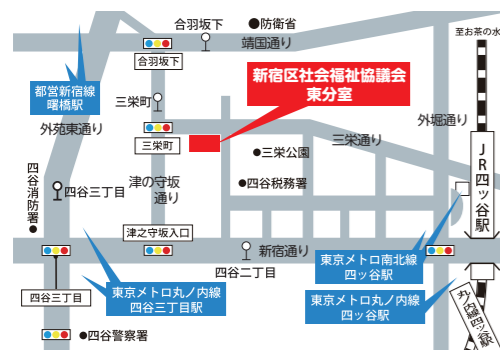 合羽坂下
●防衛省
靖国通り
至お茶の水
合羽坂下
都営新宿線
曙橋駅
新宿区社会福祉協議会
東分室
三栄町
外苑東通り
三栄町
三栄通り
外堀通り
●三栄公園
JR四ッ谷駅
四谷消防署●
四谷三丁目
津の守坂通り
●四谷税務署
津之守坂入口
新宿通り
四谷二丁目
東京メトロ南北線
四ッ谷駅
四谷三丁目
東京メトロ丸ノ内線
四谷三丁目駅
東京メトロ丸ノ内線
四ッ谷駅
丸ノ内線四ッ谷駅
●四谷警察署